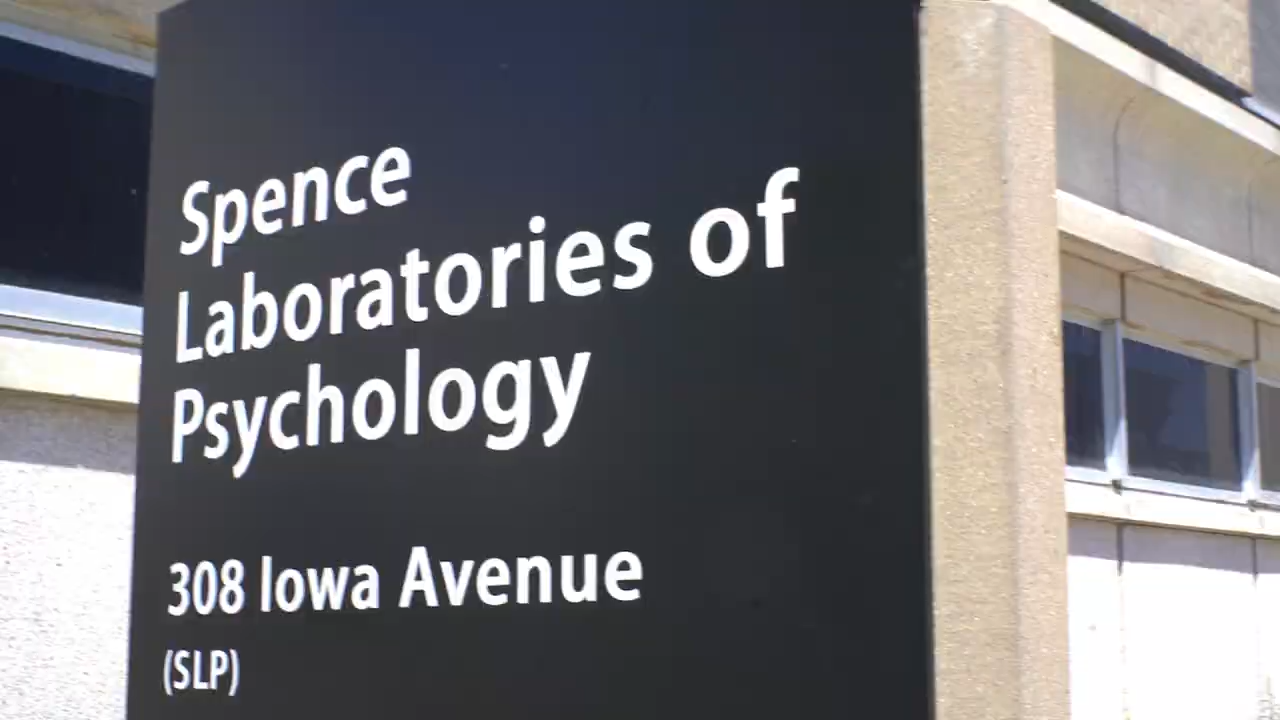 Spence
Laboratories of
Psychology
308 Iowa Avenue
(SLP)